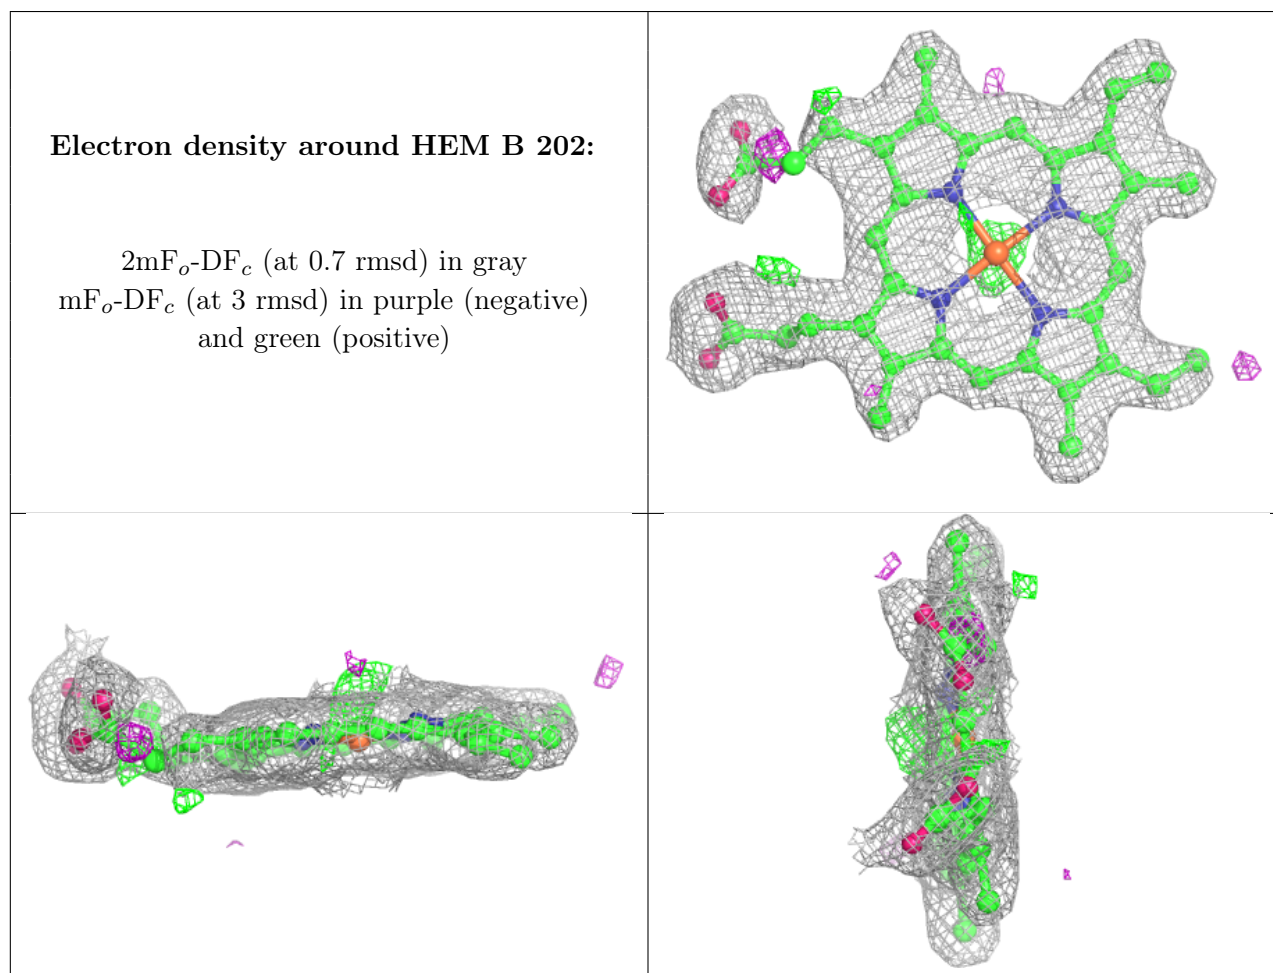 Electron density around HEM B 202:
2mFₒ-DF𝒸 (at 0.7 rmsd) in gray
mFₒ-DF𝒸 (at 3 rmsd) in purple (negative)
and green (positive)